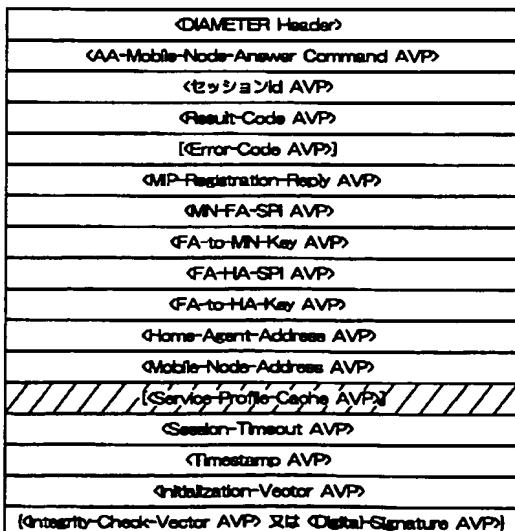 <DIAMETER Header>
<AA-Mobile-Node-Answer Command AVP>
<セッションId AVP>
<Result-Code AVP>
[<Error-Code AVP>]
<MIP-Registration-Reply AVP>
<MN-FA-SPI AVP>
<FA-to-MN-Key AVP>
<FA-HA-SPI AVP>
<FA-to-HA-Key AVP>
<Home-Agent-Address AVP>
<Mobile-Node-Address AVP>
[<Service-Profile-Cache AVP>]
<Session-Timeout AVP>
<Timestamp AVP>
<Initialization-Vector AVP>
{<Integrity-Check-Vector AVP> 又は <Digital-Signature AVP>}